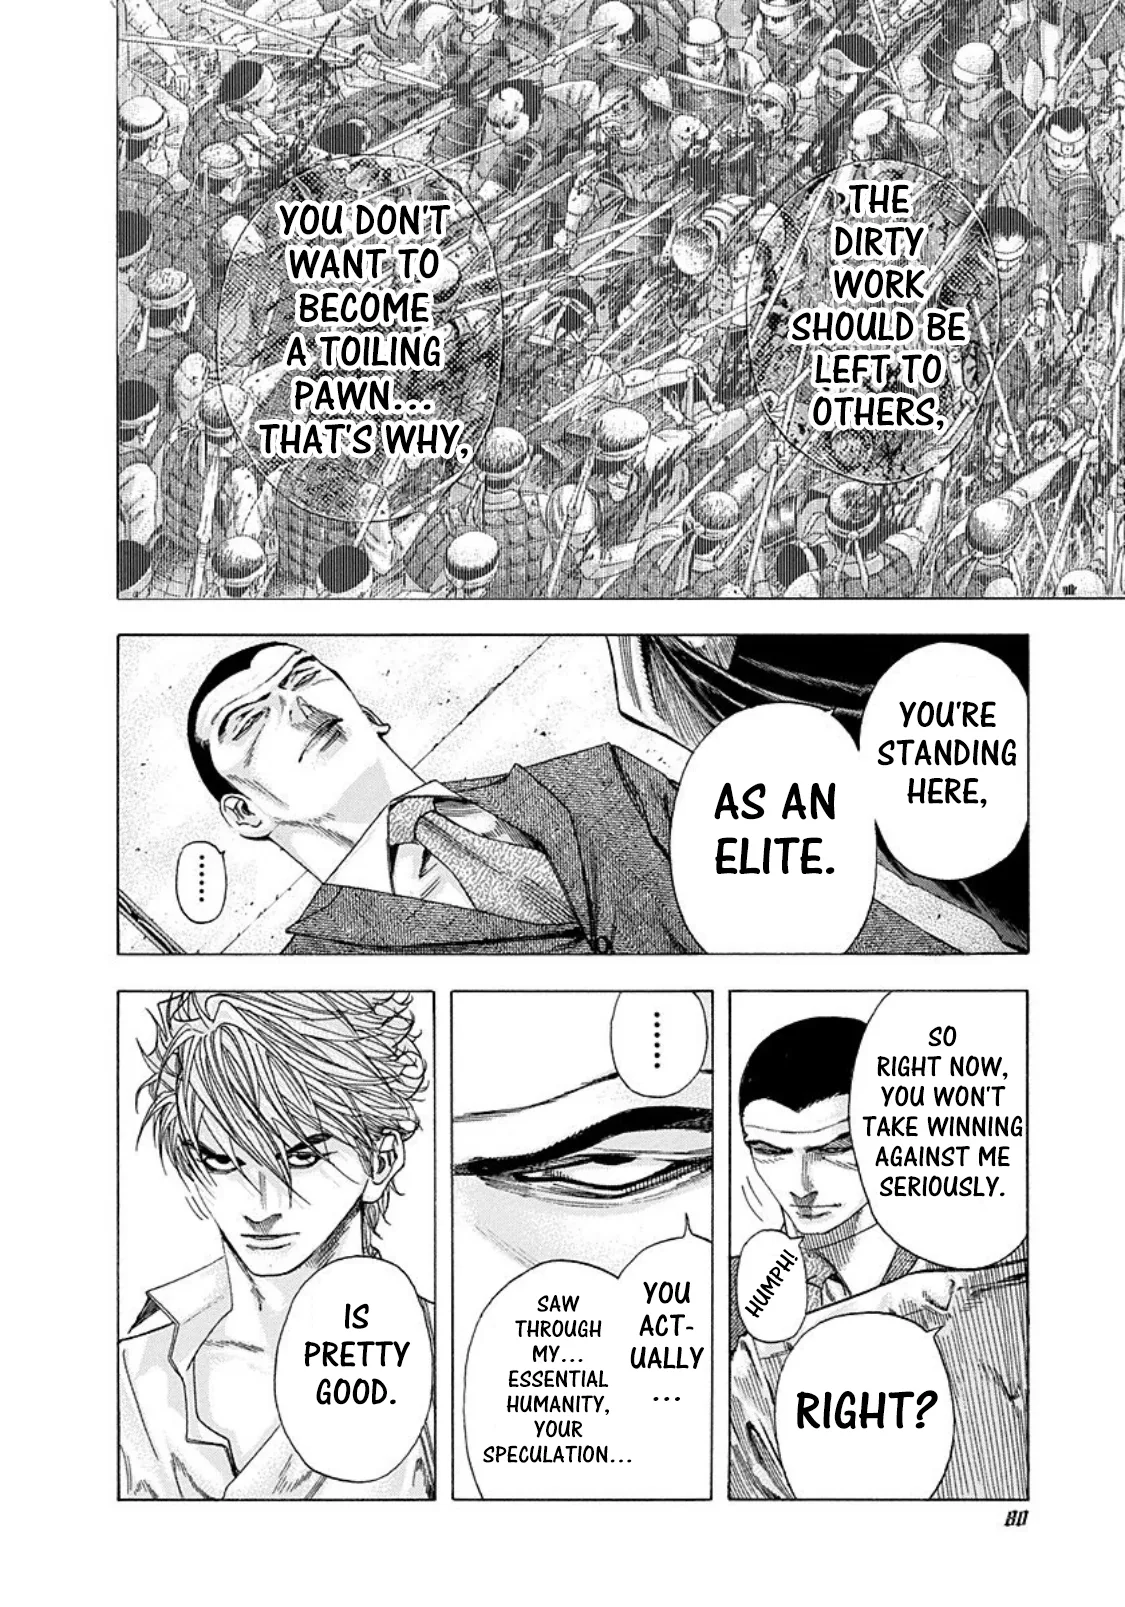 THE
DIRTY
WORK
SHOULD BE
LEFT TO
OTHERS,
YOU DON'T
WANT TO
BECOME
A TOILING
PAWN...
THAT'S WHY,
YOU'RE
STANDING
HERE,
AS AN
ELITE.
......
SO
RIGHT NOW,
YOU WON'T
TAKE WINNING
AGAINST ME
SERIOUSLY.
HUMPH!
RIGHT?
......
YOU
ACT-
UALLY
...
SAW
THROUGH
MY...
ESSENTIAL
HUMANITY,
YOUR
SPECULATION...
IS
PRETTY
GOOD.
80